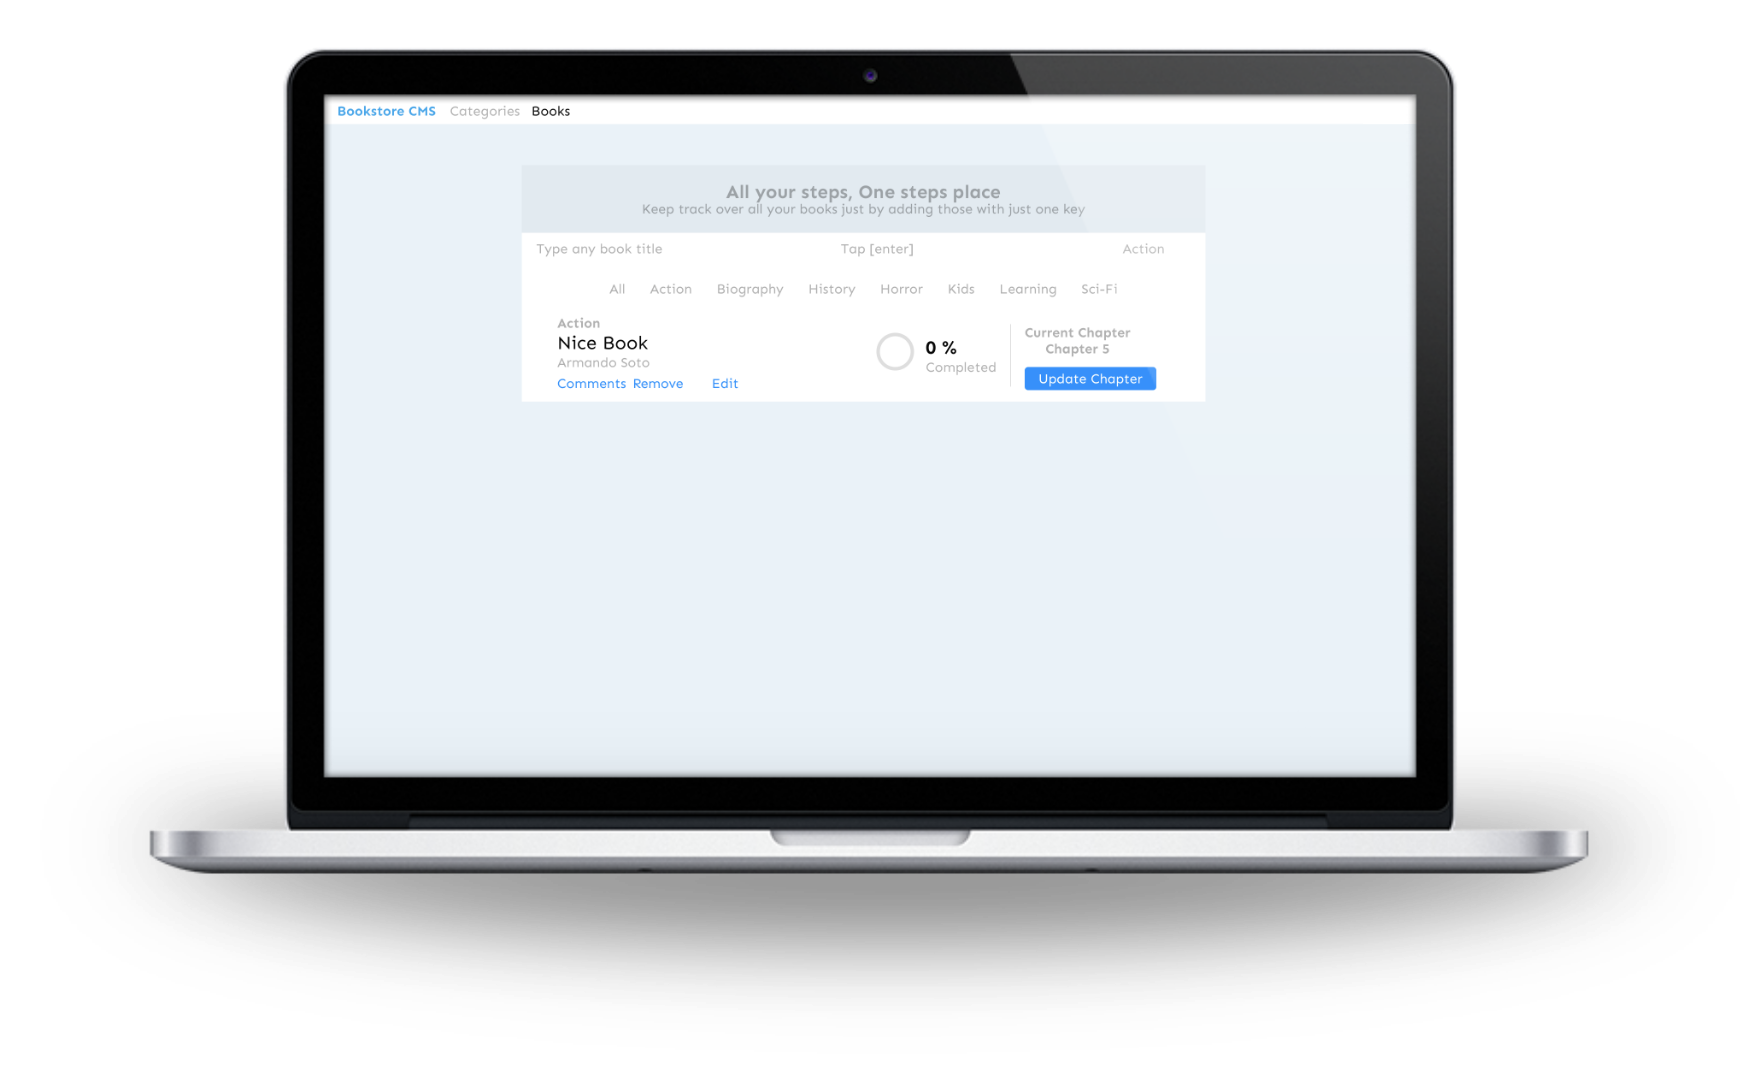 Bookstore CMS Categories Books
All your steps, One steps place
Keep track over all your books just by adding those with just one key
Type any book title Tap [enter] Action
All Action Biography History Horror Kids Learning Sci-Fi
Action
Nice Book
Armando Soto
Comments Remove Edit
0 %
Completed
Current Chapter
Chapter 5
Update Chapter